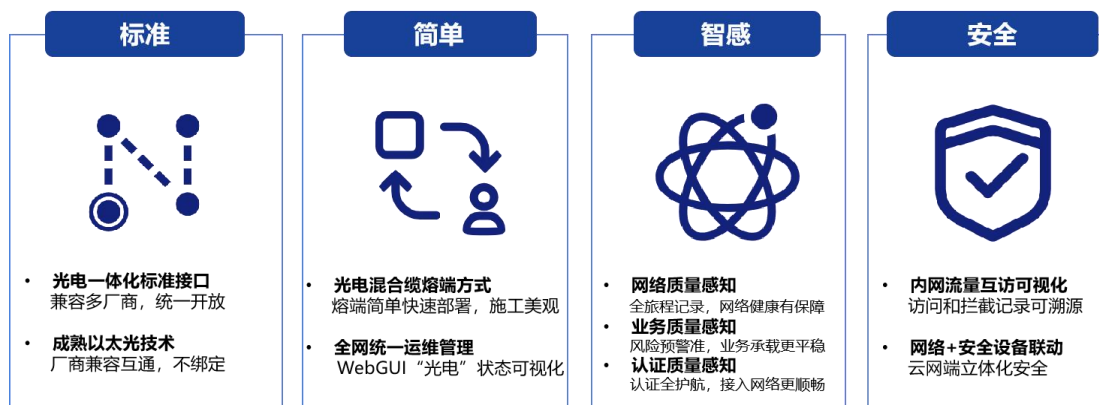 标准
• 光电一体化标准接口
兼容多厂商，统一开放
• 成熟以太光技术
厂商兼容互通，不绑定
简单
• 光电混合缆熔端方式
熔端简单快速部署，施工美观
• 全网统一运维管理
WebGUI“光电”状态可视化
智感
• 网络质量感知
全旅程记录，网络健康有保障
• 业务质量感知
风险预警准，业务承载更平稳
• 认证质量感知
认证全护航，接入网络更顺畅
安全
• 内网流量互访可视化
访问和拦截记录可溯源
• 网络+安全设备联动
云网端立体化安全